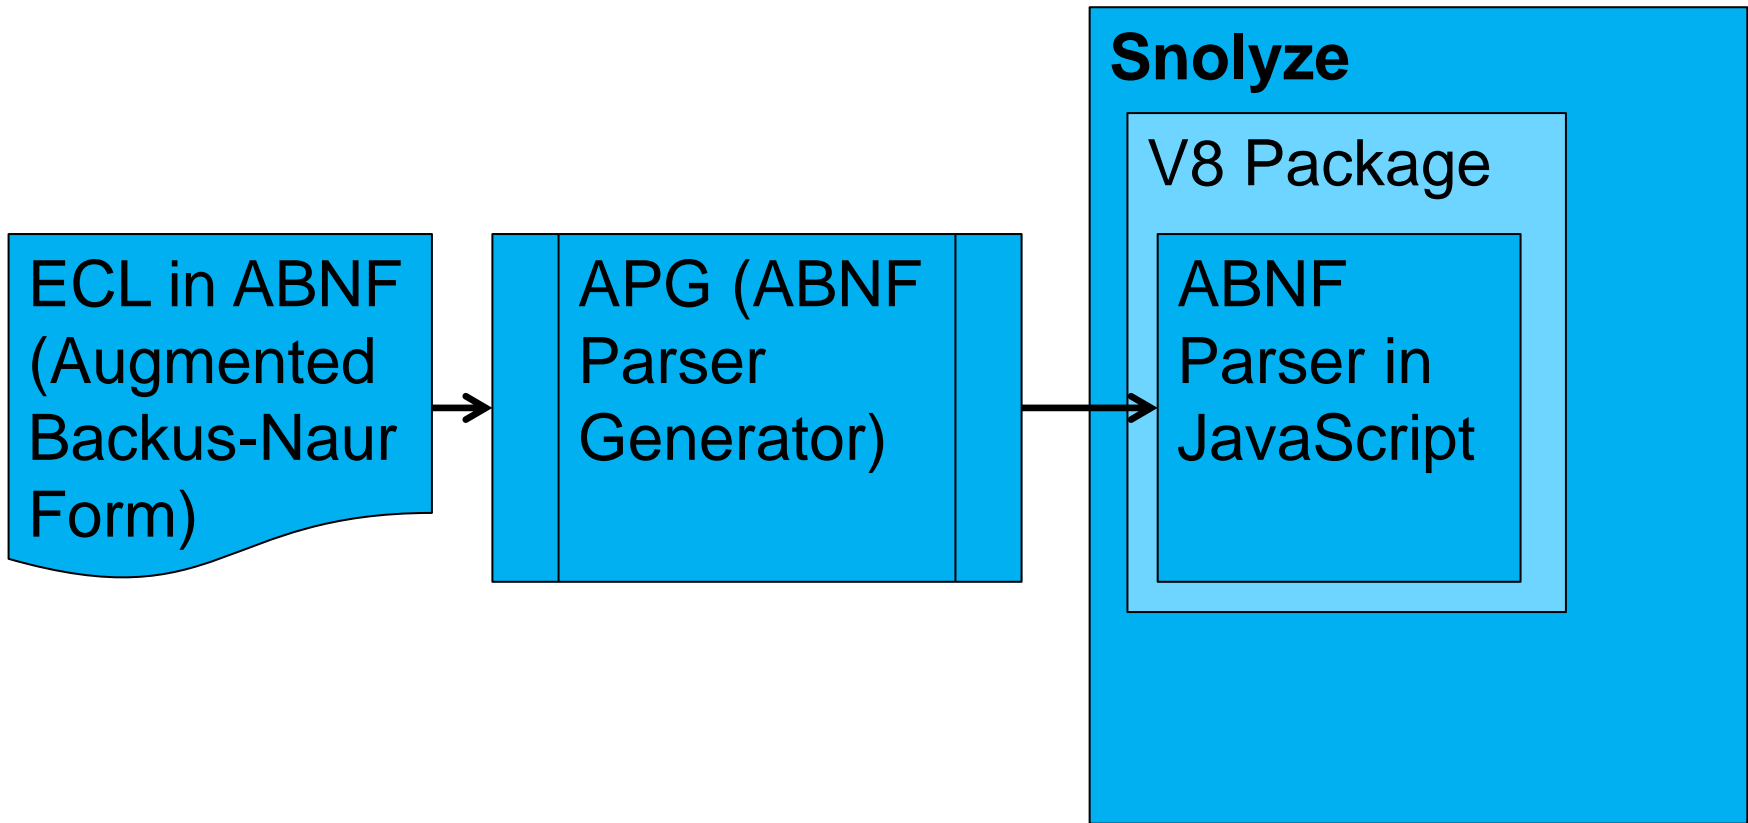 Snolyze
V8 Package
ECL in ABNF
(Augmented
Backus-Naur
Form)
APG (ABNF
Parser
Generator)
ABNF
Parser in
JavaScript